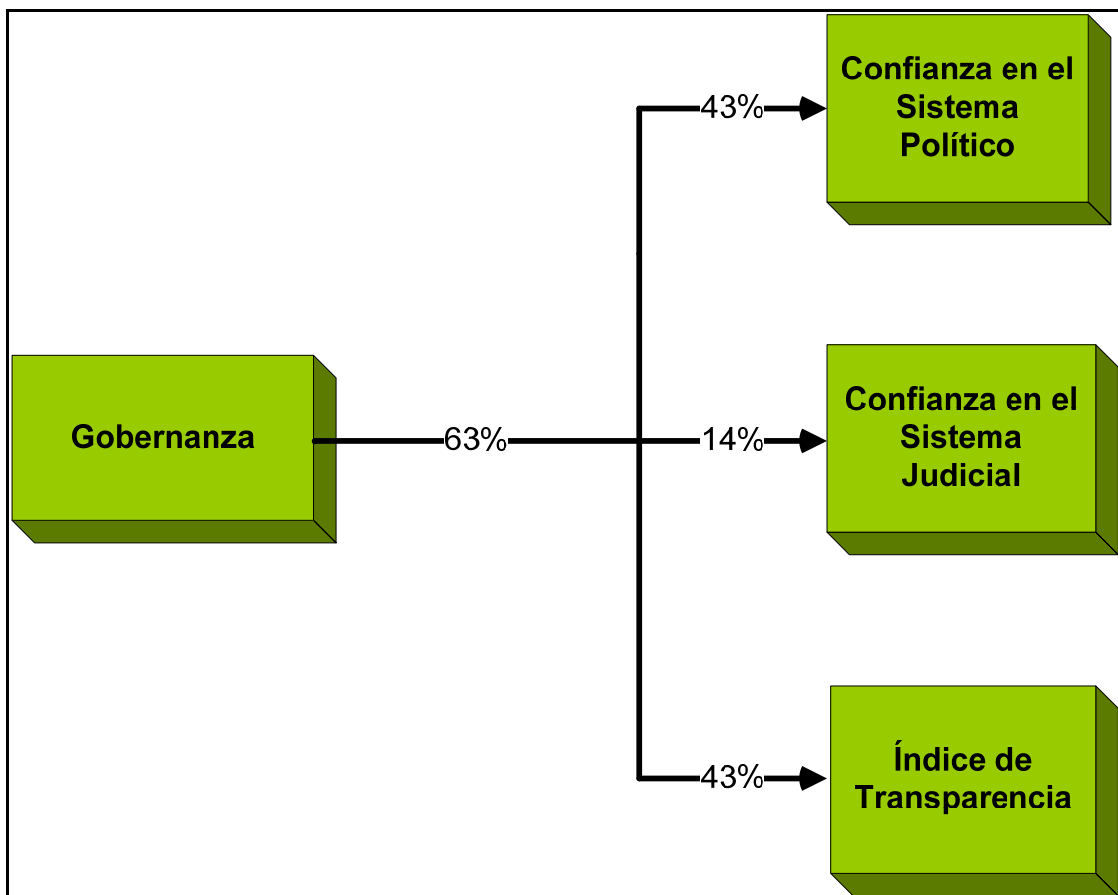 Confianza en el
Sistema
Político
43%
Gobernanza
63%
14%
Confianza en el
Sistema
Judicial
43%
Índice de
Transparencia